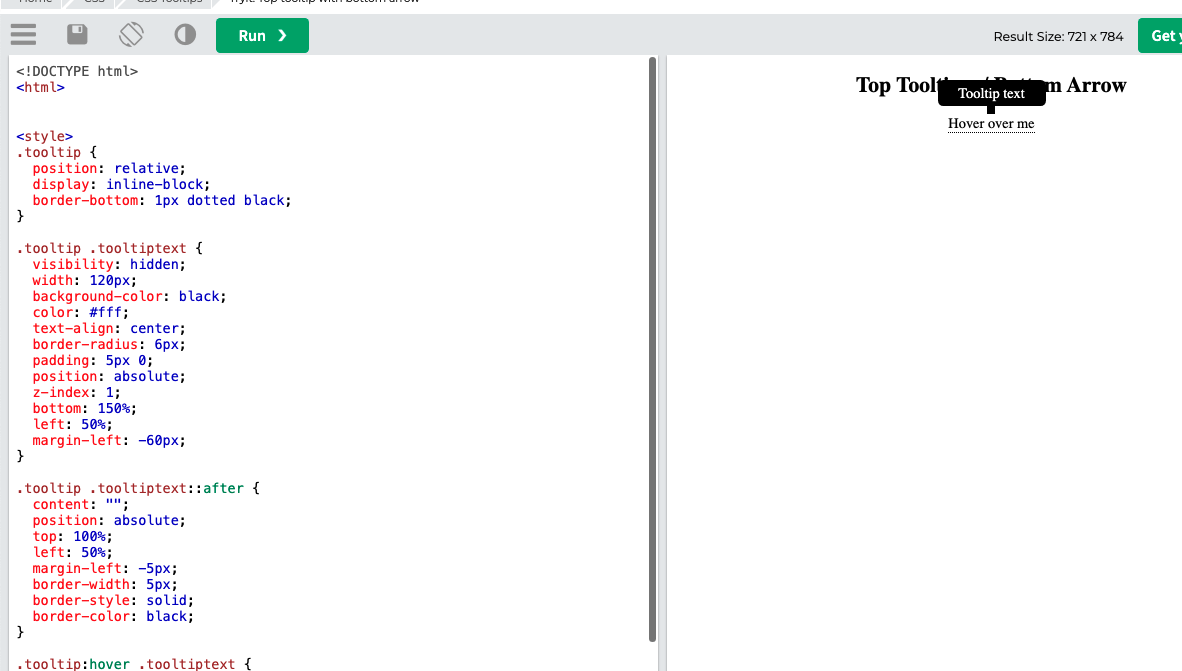 Home CSS CSS Tooltips Tryit: Top tooltip with bottom arrow
Run ❯
Result Size: 721 x 784
Get
<!DOCTYPE html>
<html>
<style>
.tooltip {
position: relative;
display: inline-block;
border-bottom: 1px dotted black;
}
.tooltip .tooltiptext {
visibility: hidden;
width: 120px;
background-color: black;
color: #fff;
text-align: center;
border-radius: 6px;
padding: 5px 0;
position: absolute;
z-index: 1;
bottom: 150%;
left: 50%;
margin-left: -60px;
}
.tooltip .tooltiptext::after {
content: "";
position: absolute;
top: 100%;
left: 50%;
margin-left: -5px;
border-width: 5px;
border-style: solid;
border-color: black;
}
.tooltip:hover .tooltiptext {
Top Tooltip w/ Bottom Arrow
Tooltip text
Hover over me